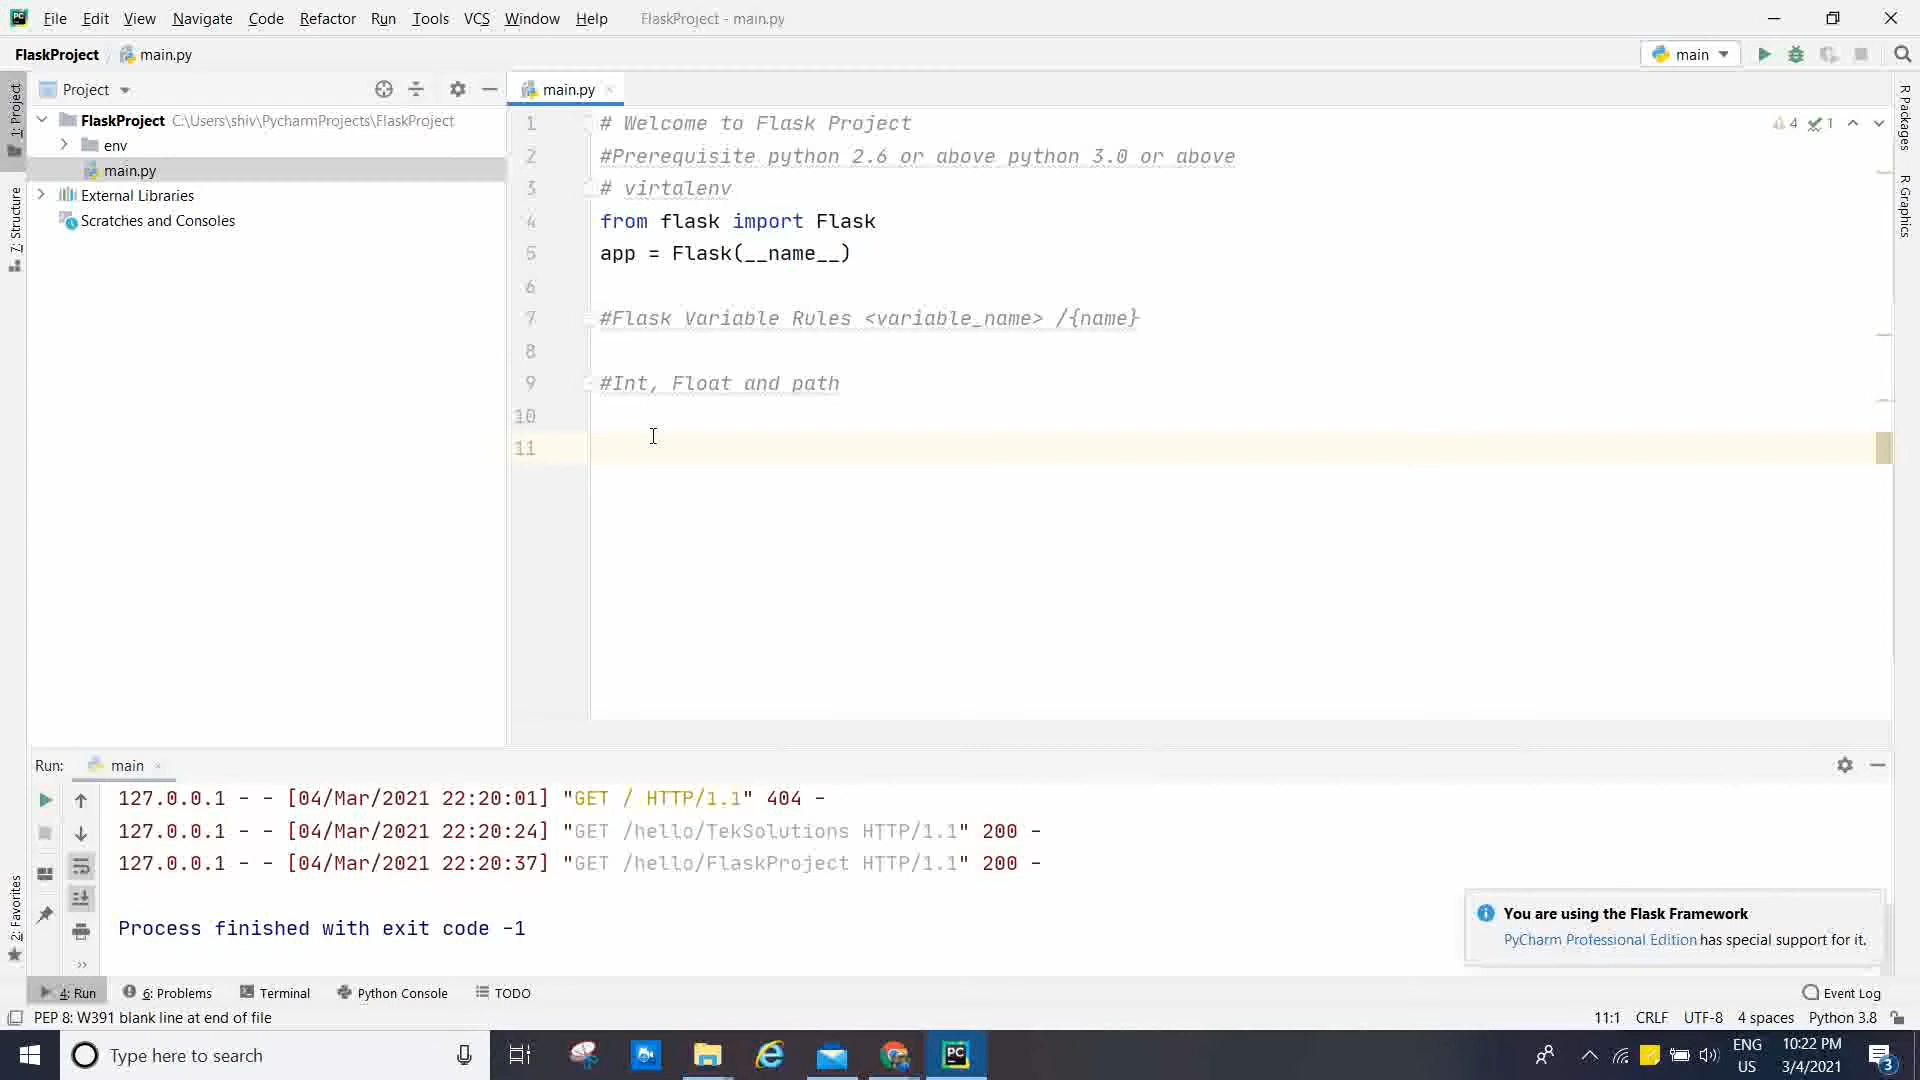 File Edit View Navigate Code Refactor Run Tools VCS Window Help FlaskProject - main.py
FlaskProject main.py main
1: Project
Project
main.py
FlaskProject C:\Users\shiv\PycharmProjects\FlaskProject
env
main.py
External Libraries
Scratches and Consoles
7: Structure
2: Favorites
R Packages
R Graphics
4 1
1 # Welcome to Flask Project
2 #Prerequisite python 2.6 or above python 3.0 or above
3 # virtalenv
4 from flask import Flask
5 app = Flask(__name__)
6
7 #Flask Variable Rules <variable_name> /{name}
8
9 #Int, Float and path
10
11
Run: main
127.0.0.1 - - [04/Mar/2021 22:20:01] "GET / HTTP/1.1" 404 -
127.0.0.1 - - [04/Mar/2021 22:20:24] "GET /hello/TekSolutions HTTP/1.1" 200 -
127.0.0.1 - - [04/Mar/2021 22:20:37] "GET /hello/FlaskProject HTTP/1.1" 200 -
Process finished with exit code -1
You are using the Flask Framework
PyCharm Professional Edition has special support for it.
4: Run 6: Problems Terminal Python Console TODO Event Log
PEP 8: W391 blank line at end of file 11:1 CRLF UTF-8 4 spaces Python 3.8
Type here to search
PC
ENG
US
10:22 PM
3/4/2021
3